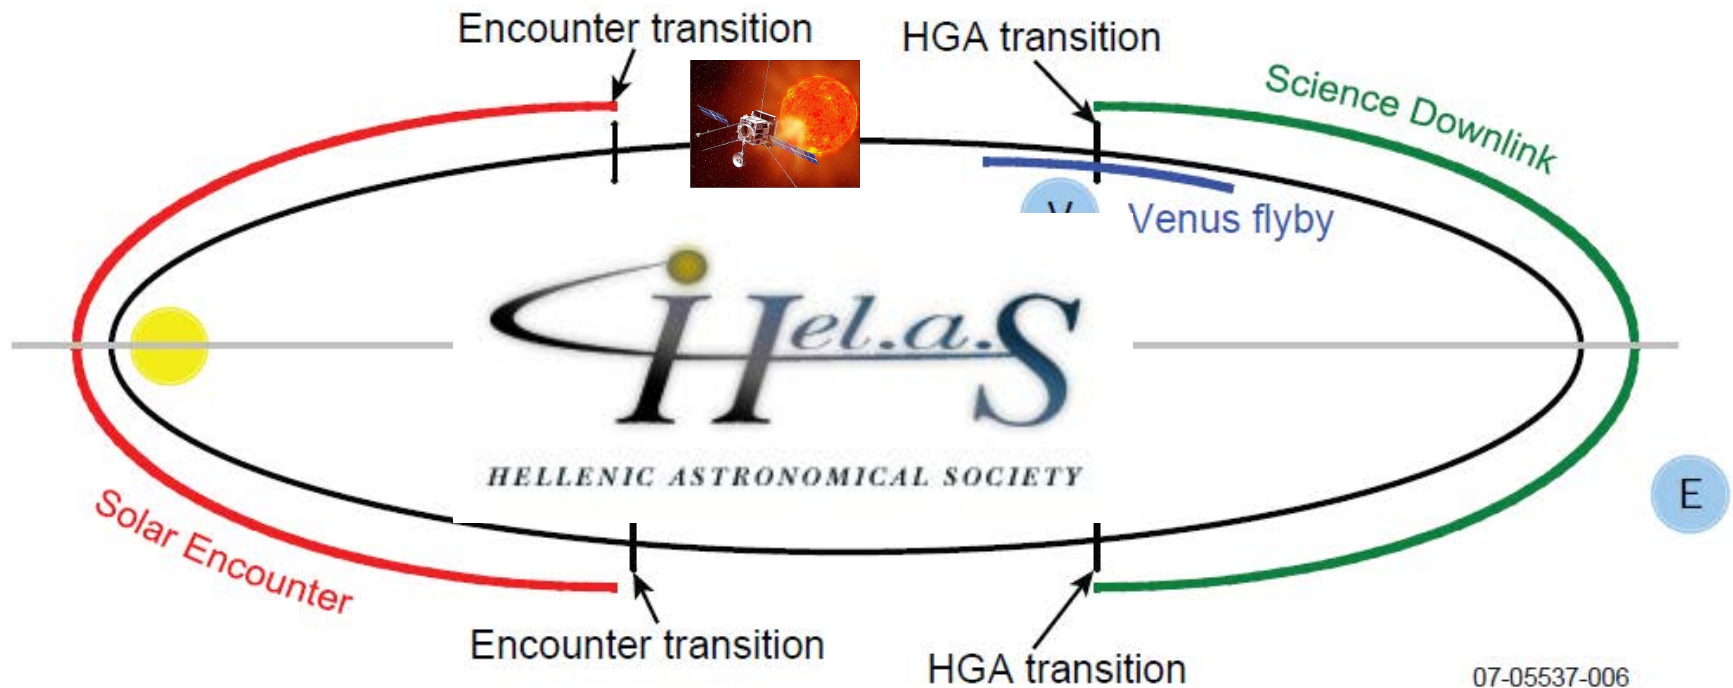 Encounter transition
HGA transition
Science Downlink
V
Venus flyby
Hel.a.S
HELLENIC ASTRONOMICAL SOCIETY
E
Solar Encounter
Encounter transition
HGA transition
07-05537-006